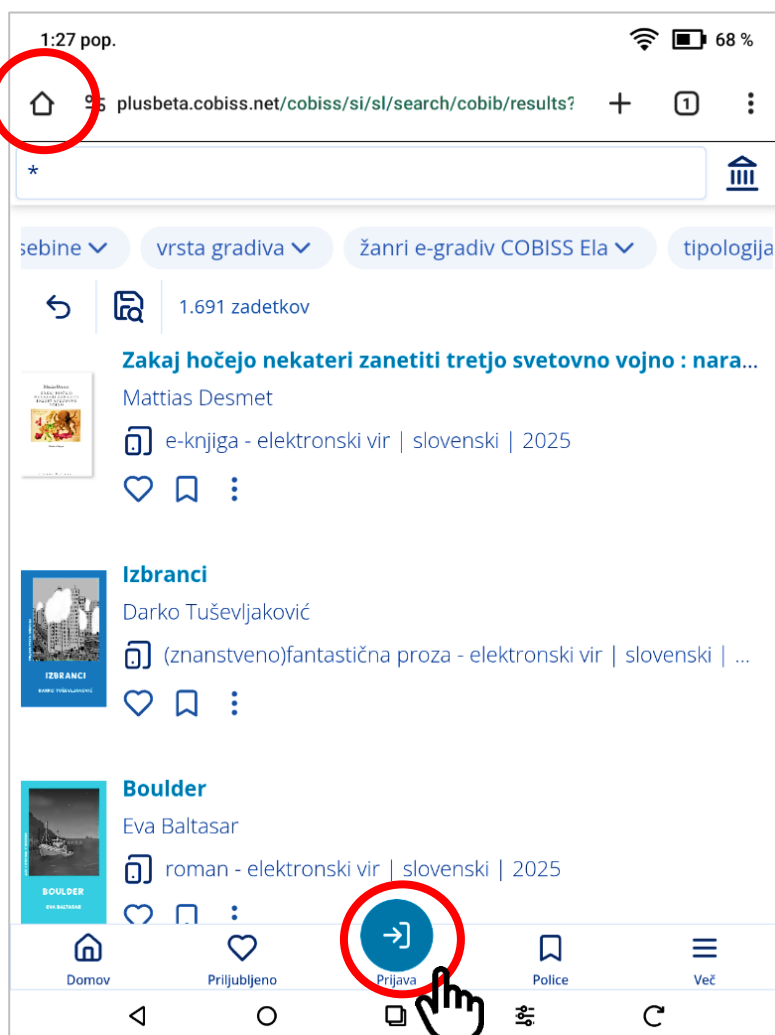 1:27 pop.
68 %
plusbeta.cobiss.net/cobiss/si/sl/search/cobib/results?
1
*
sebine
vrsta gradiva
žanri e-gradiv COBISS Ela
tipologija
1.691 zadetkov
Zakaj hočejo nekateri zanetiti tretjo svetovno vojno : nara...
Mattias Desmet
e-knjiga - elektronski vir | slovenski | 2025
Izbranci
Darko Tuševljaković
(znanstveno)fantastična proza - elektronski vir | slovenski | ...
IZBRANCI
DARKO TUŠEVLJAKOVIĆ
Boulder
Eva Baltasar
roman - elektronski vir | slovenski | 2025
BOULDER
EVA BALTASAR
Domov
Priljubljeno
Prijava
Police
Več